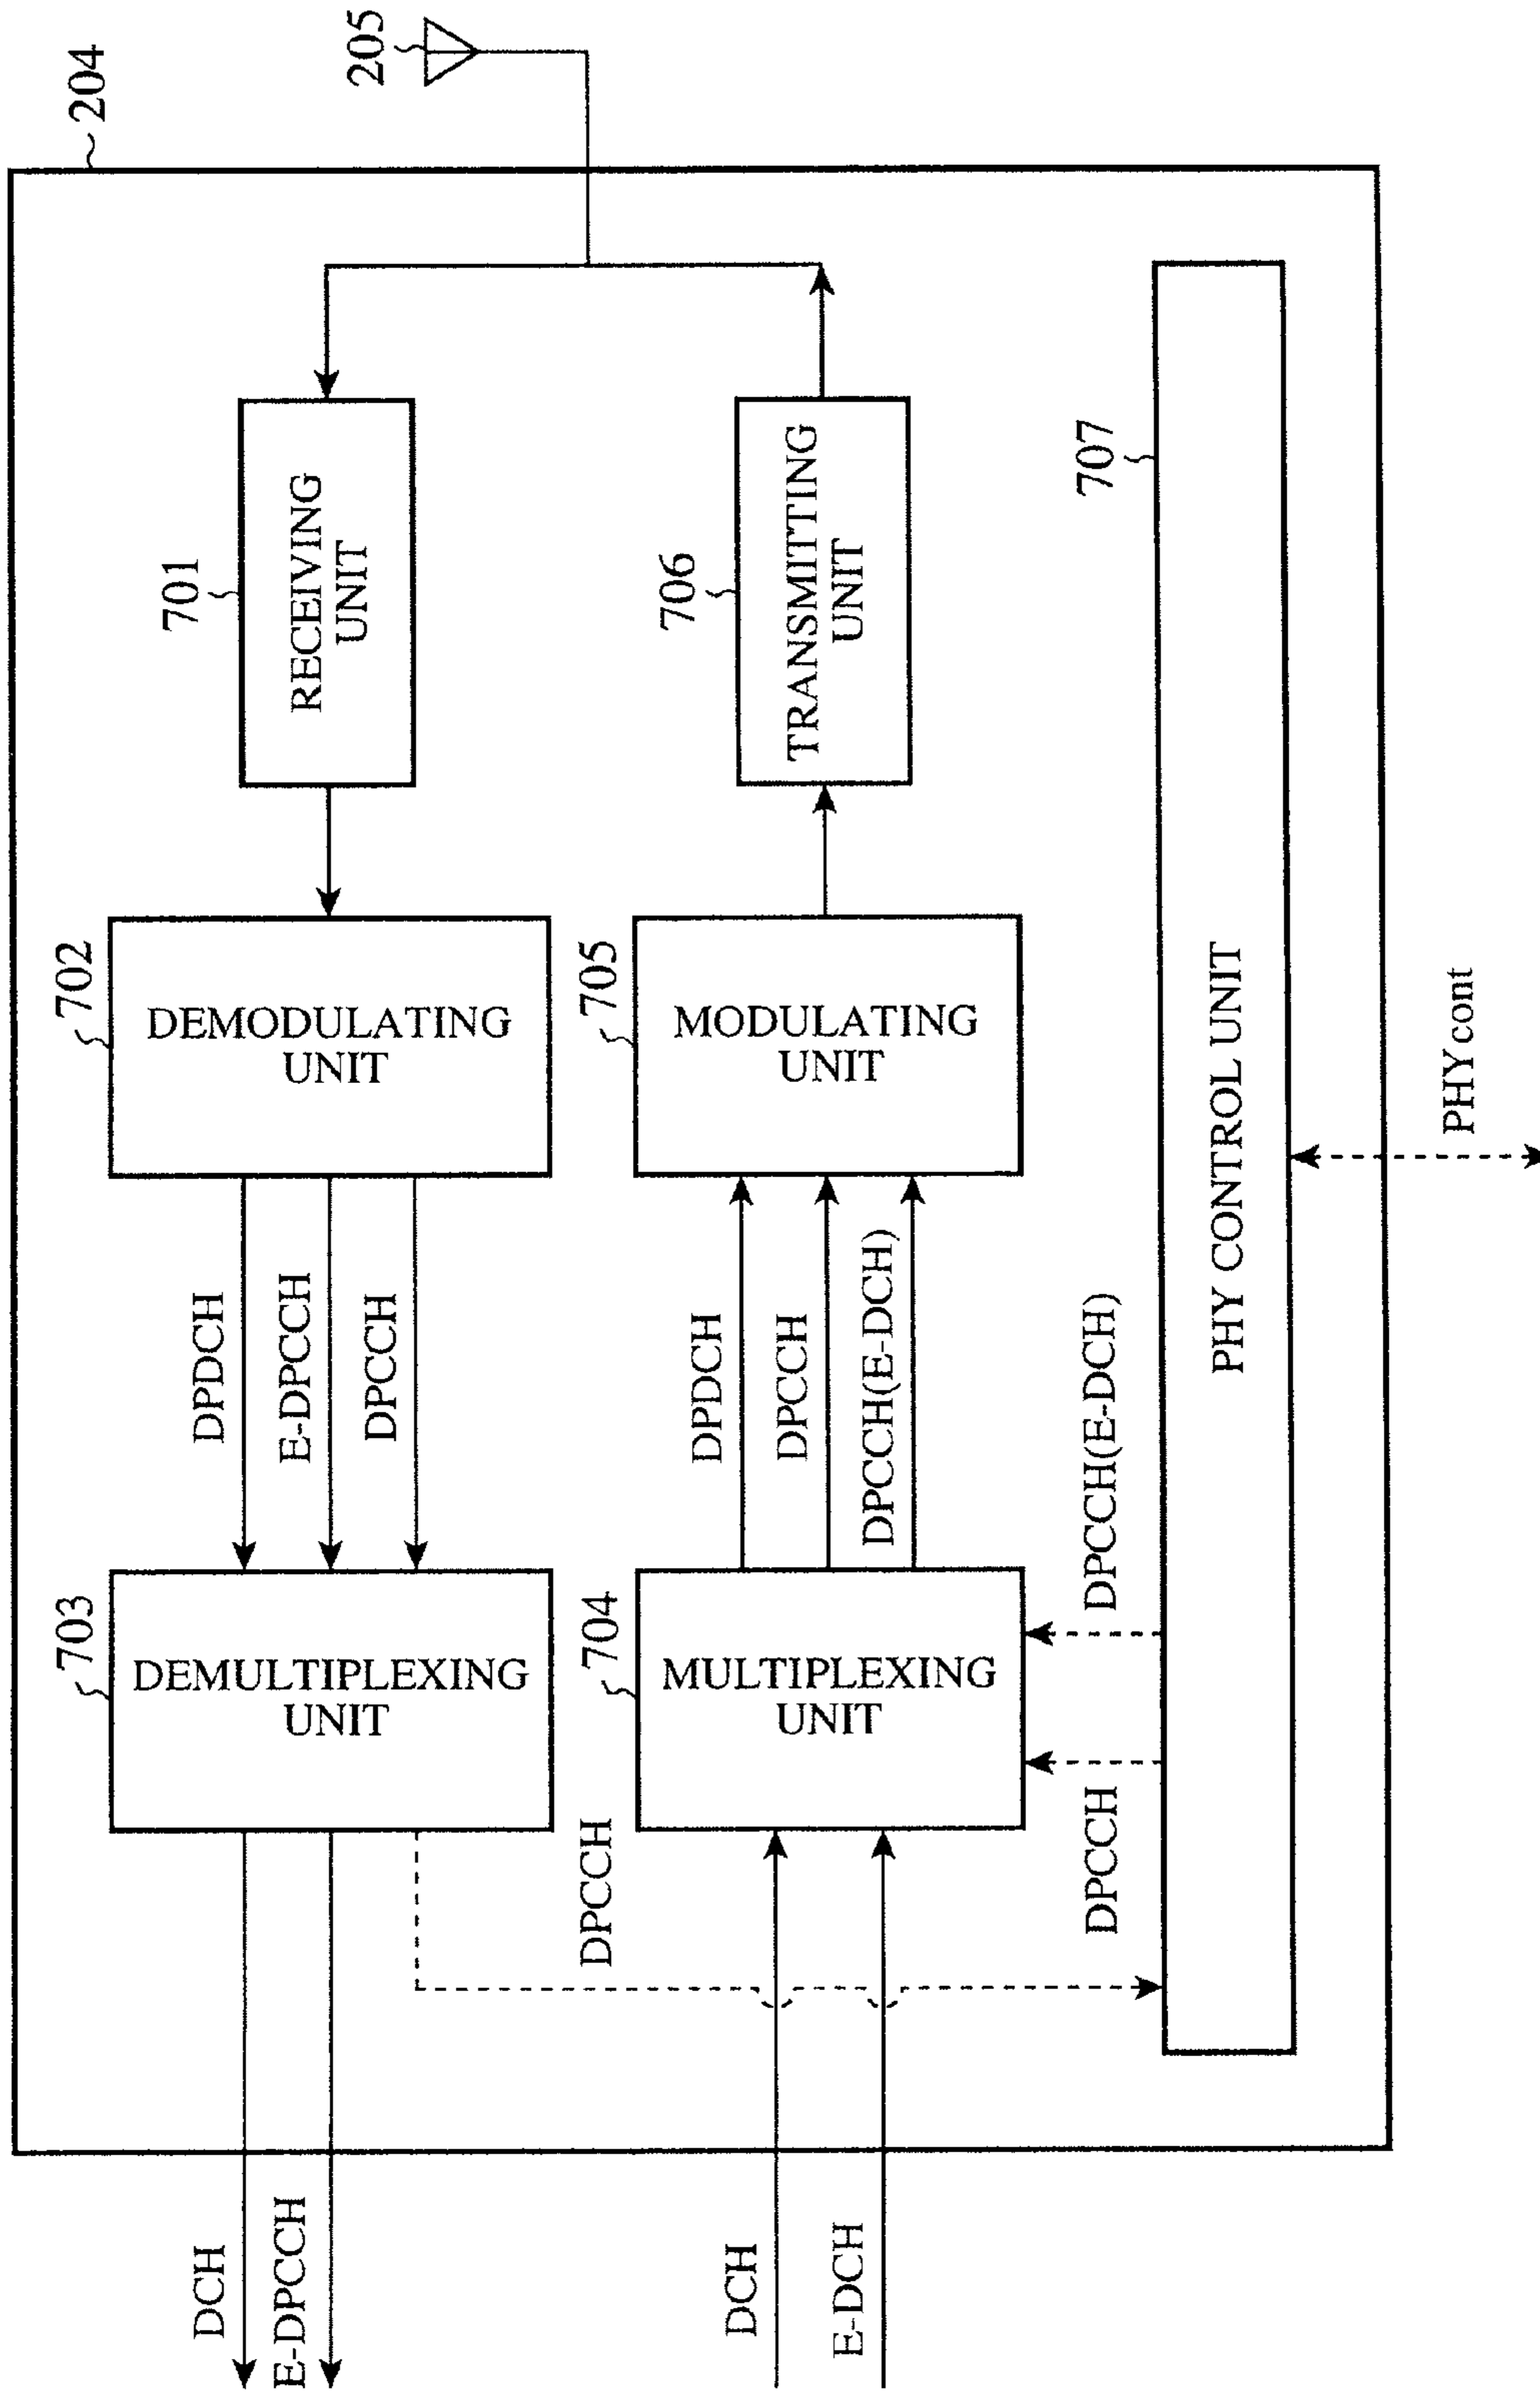 204
205
701
RECEIVING
UNIT
702
DEMODULATING
UNIT
DPDCH
E-DPCCH
DPCCH
703
DEMULTIPLEXING
UNIT
DCH
E-DPCCH
DPCCH
706
TRANSMITTING
UNIT
705
MODULATING
UNIT
DPDCH
DPCCH
DPCCH(E-DCH)
704
MULTIPLEXING
UNIT
DCH
E-DCH
DPCCH
DPCCH(E-DCH)
707
PHY CONTROL UNIT
PHYcont